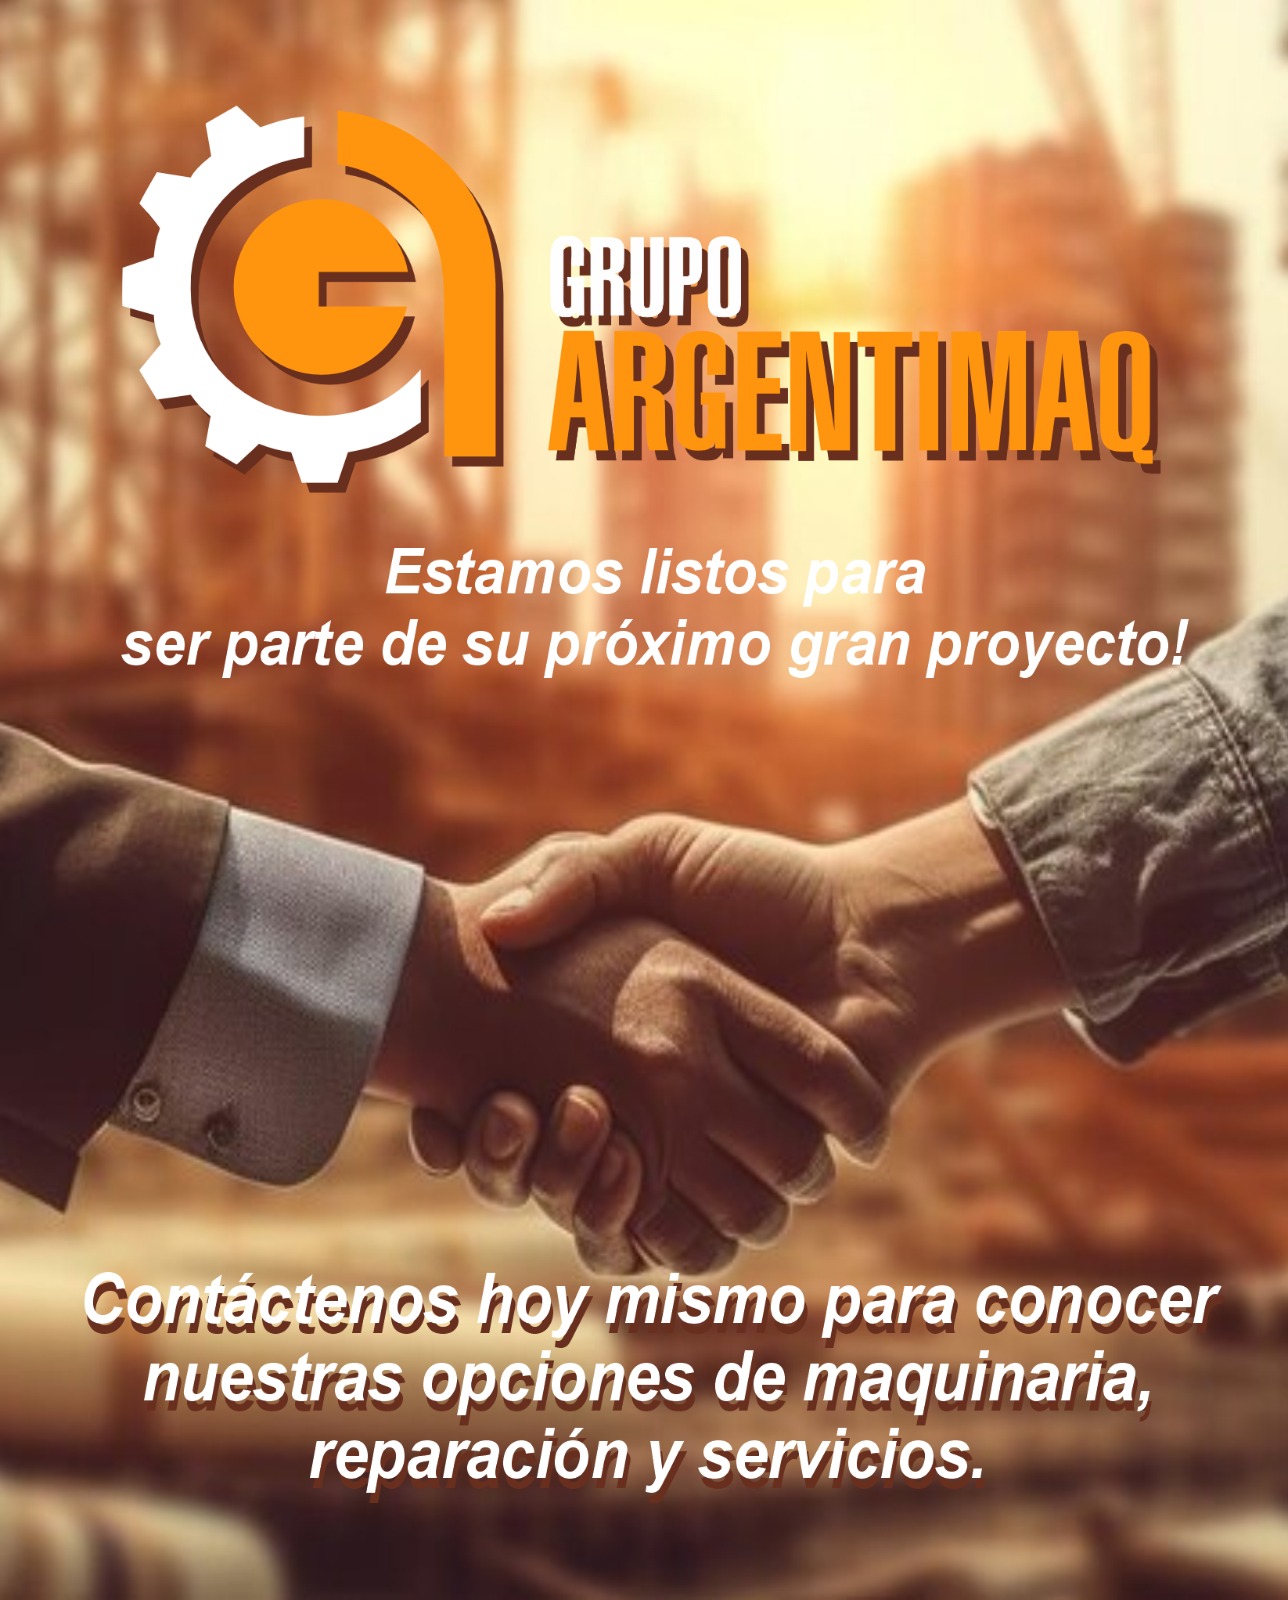 GRUPO
ARGENTIMAQ
Estamos listos para
ser parte de su próximo gran proyecto!
Contáctenos hoy mismo para conocer
nuestras opciones de maquinaria,
reparación y servicios.